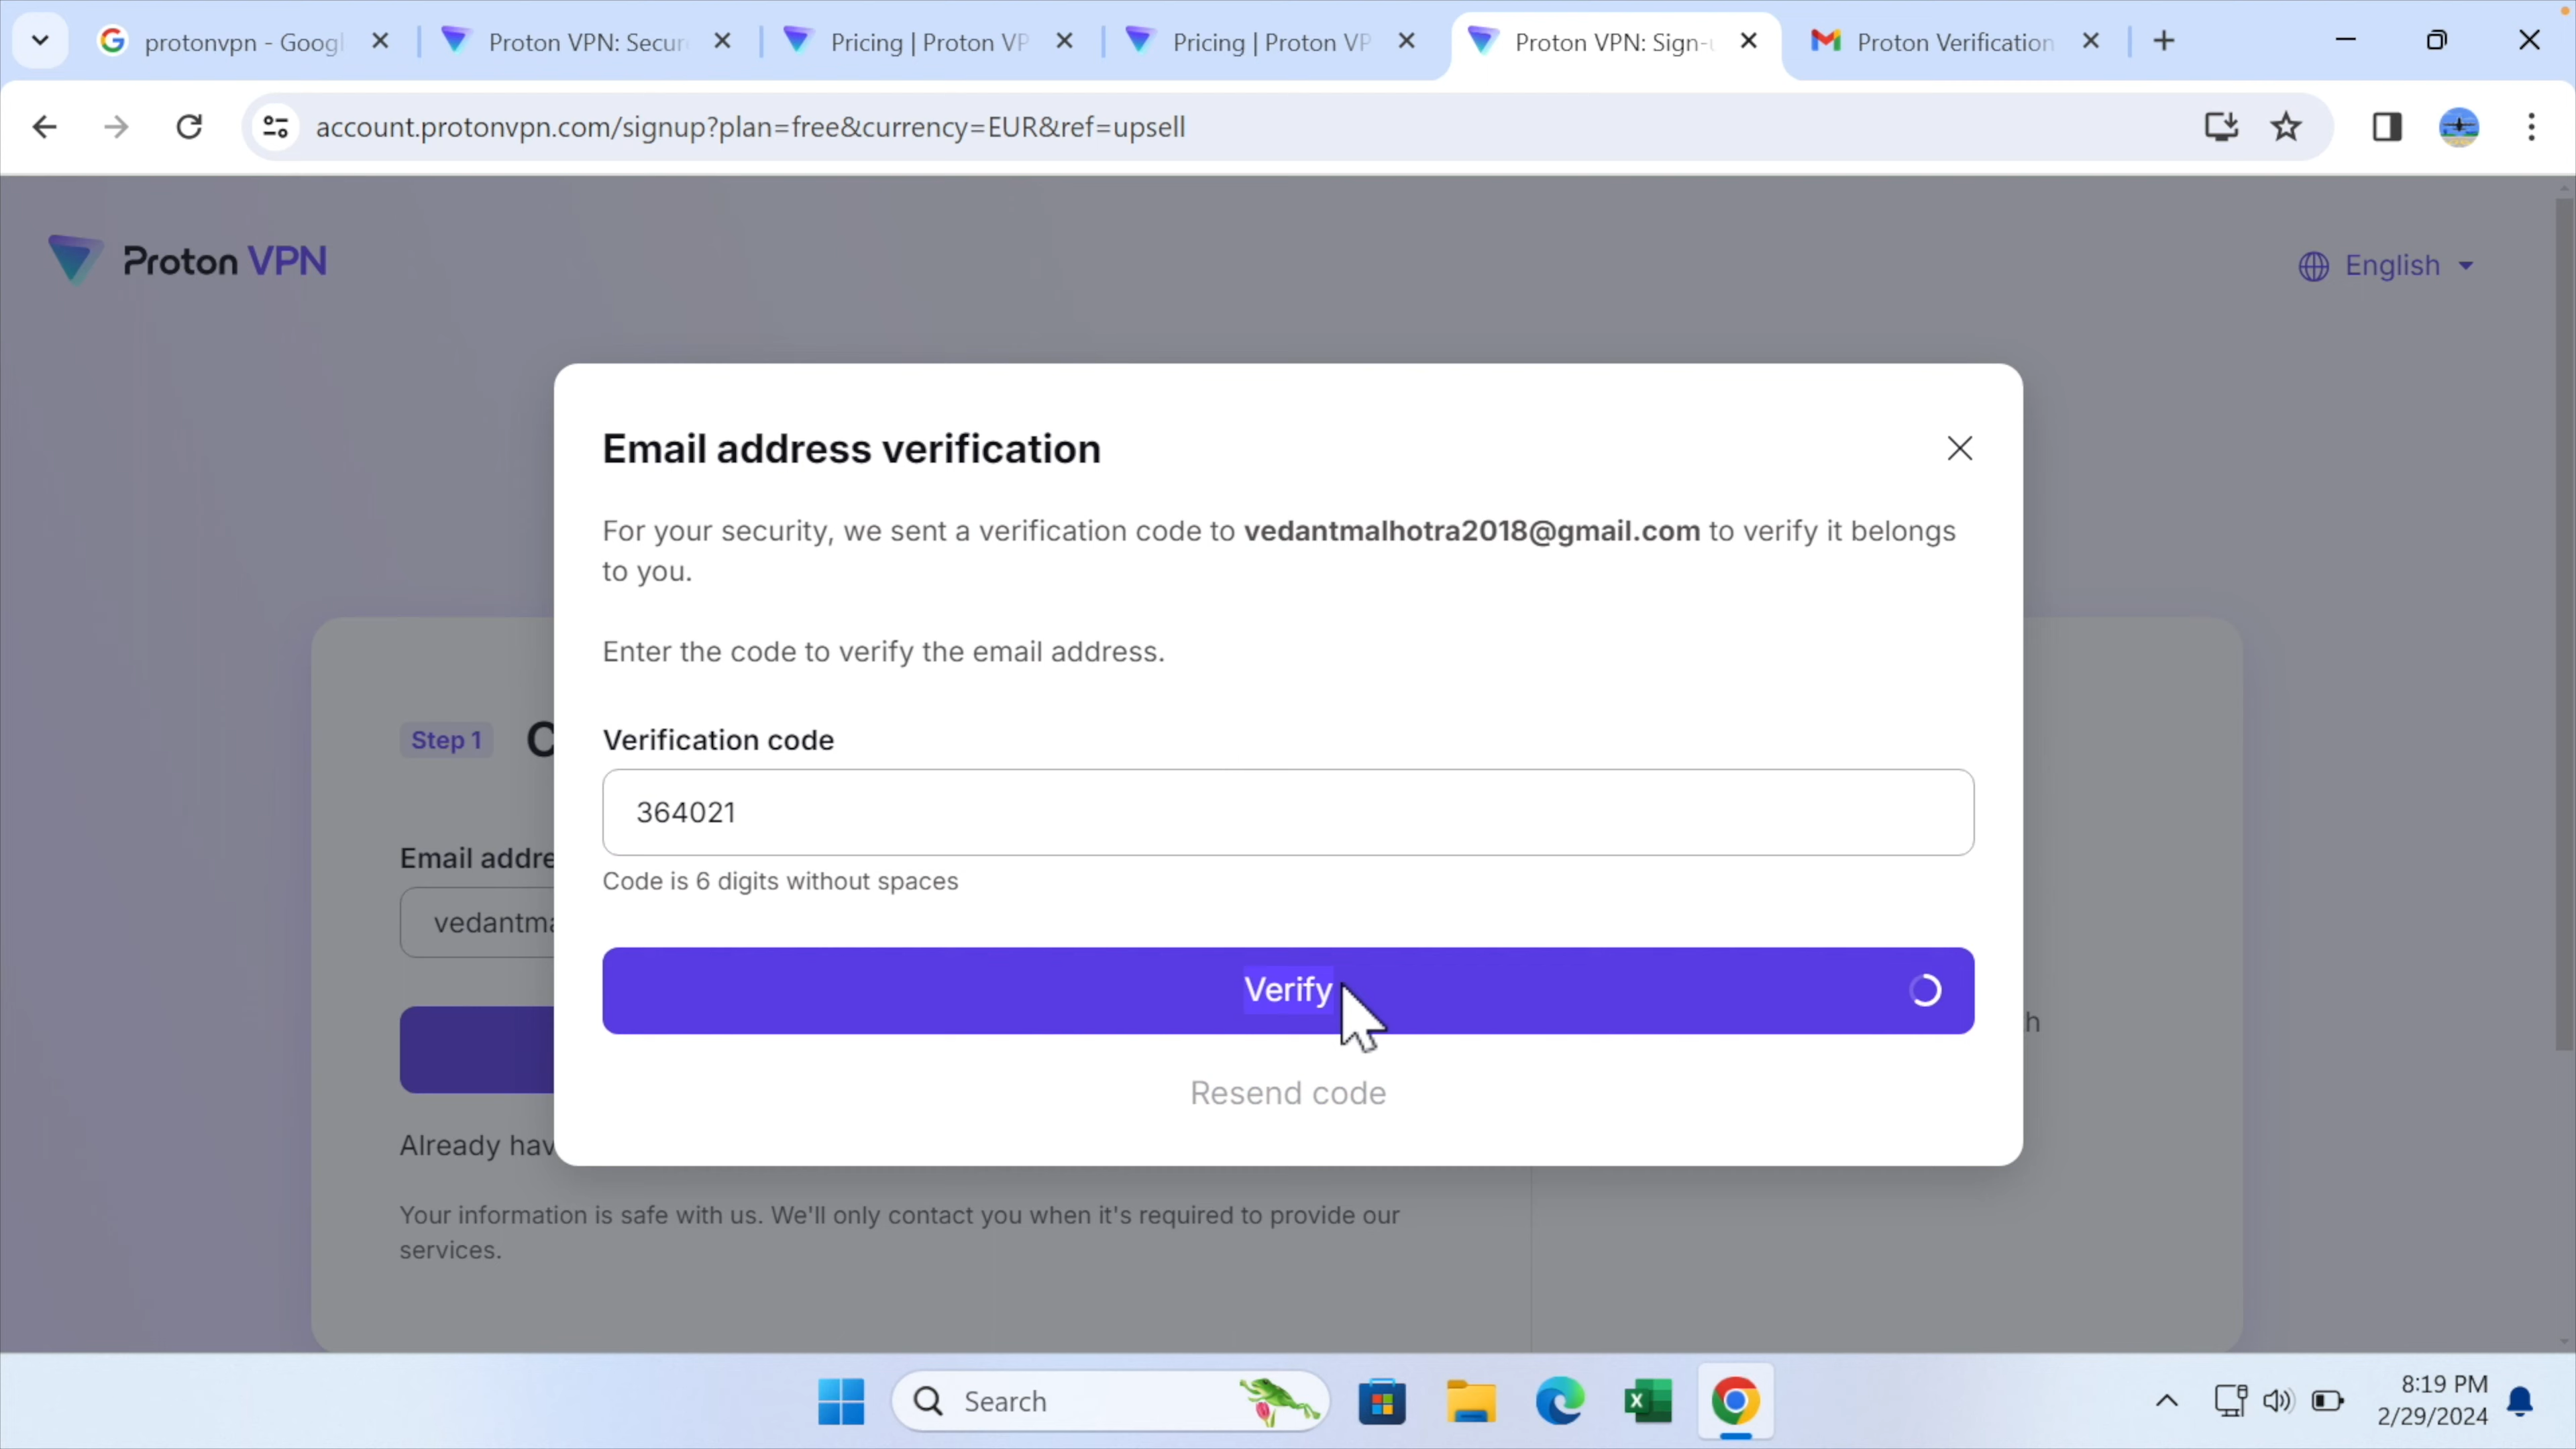 protonvpn - Googl
Proton VPN: Secur
Pricing | Proton VP
Pricing | Proton VP
Proton VPN: Sign-u
Proton Verification
account.protonvpn.com/signup?plan=free&currency=EUR&ref=upsell
Proton VPN
English
Email address verification
For your security, we sent a verification code to vedantmalhotra2018@gmail.com to verify it belongs
to you.
Enter the code to verify the email address.
Step 1 C
Verification code
364021
Email addre
Code is 6 digits without spaces
vedantma
Verify
h
Resend code
Already hav
Your information is safe with us. We'll only contact you when it's required to provide our
services.
Search
8:19 PM
2/29/2024